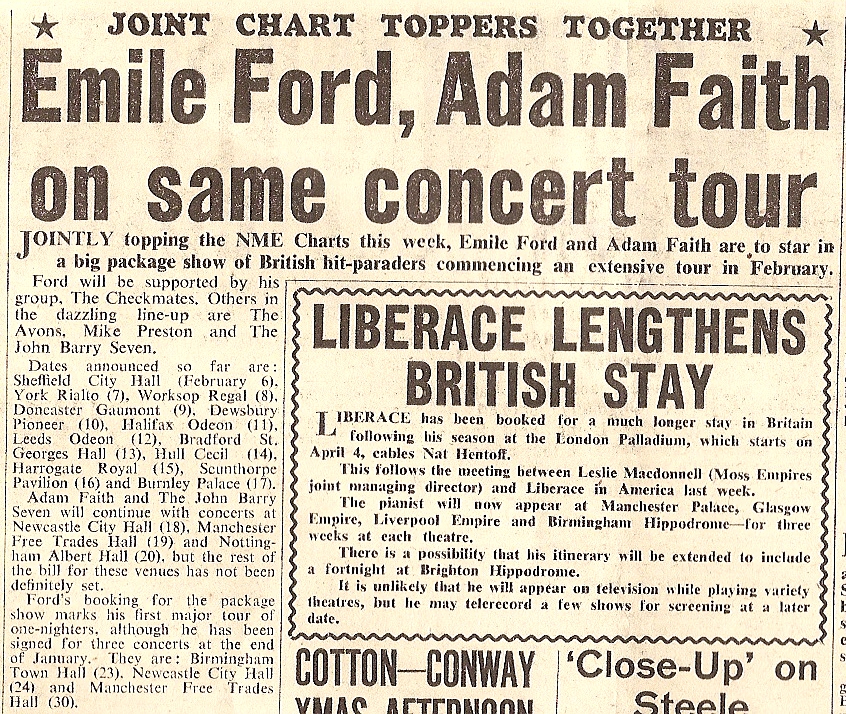 ★ JOINT CHART TOPPERS TOGETHER ★
Emile Ford, Adam Faith
on same concert tour
JOINTLY topping the NME Charts this week, Emile Ford and Adam Faith are to star in
a big package show of British hit-paraders commencing an extensive tour in February.
Ford will be supported by his
group, The Checkmates. Others in
the dazzling line-up are The
Avons, Mike Preston and The
John Barry Seven.
Dates announced so far are:
Sheffield City Hall (February 6),
York Rialto (7), Worksop Regal (8),
Doncaster Gaumont (9), Dewsbury
Pioneer (10), Halifax Odeon (11),
Leeds Odeon (12), Bradford St.
Georges Hall (13), Hull Cecil (14),
Harrogate Royal (15), Scunthorpe
Pavilion (16) and Burnley Palace (17).
Adam Faith and The John Barry
Seven will continue with concerts at
Newcastle City Hall (18), Manchester
Free Trades Hall (19) and Notting-
ham Albert Hall (20), but the rest of
the bill for these venues has not been
definitely set.
Ford's booking for the package
show marks his first major tour of
one-nighters, although he has been
signed for three concerts at the end
of January. They are: Birmingham
Town Hall (23), Newcastle City Hall
(24) and Manchester Free Trades
Hall (30).
LIBERACE LENGTHENS
BRITISH STAY
LIBERACE has been booked for a much longer stay in Britain
following his season at the London Palladium, which starts on
April 4, cables Nat Hentoff.
This follows the meeting between Leslie Macdonnell (Moss Empires
joint managing director) and Liberace in America last week.
The pianist will now appear at Manchester Palace, Glasgow
Empire, Liverpool Empire and Birmingham Hippodrome—for three
weeks at each theatre.
There is a possibility that his itinerary will be extended to include
a fortnight at Brighton Hippodrome.
It is unlikely that he will appear on television while playing variety
theatres, but he may telerecord a few shows for screening at a later
date.
COTTON—CONWAY
XMAS AFTERNOON
'Close-Up' on
Steele